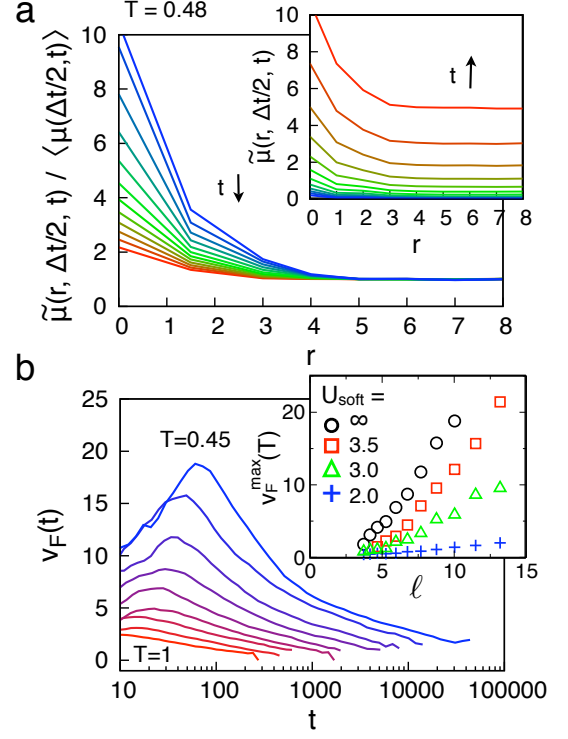 a
T = 0.48
μ̃(r, Δt/2, t) / ⟨μ(Δt/2,t)⟩
10
8
6
4
2
0
t
0 1 2 3 4 5 6 7 8
r
μ̃(r, Δt/2, t)
10
8
6
4
2
0
t
0 1 2 3 4 5 6 7 8
r
b
v_F(t)
25
20
15
10
5
0
T=0.45
T=1
10 100 1000 10000 100000
t
v_F^max(T)
20
10
0
U_soft =
∞
3.5
3.0
2.0
0 5 10 15
ℓ